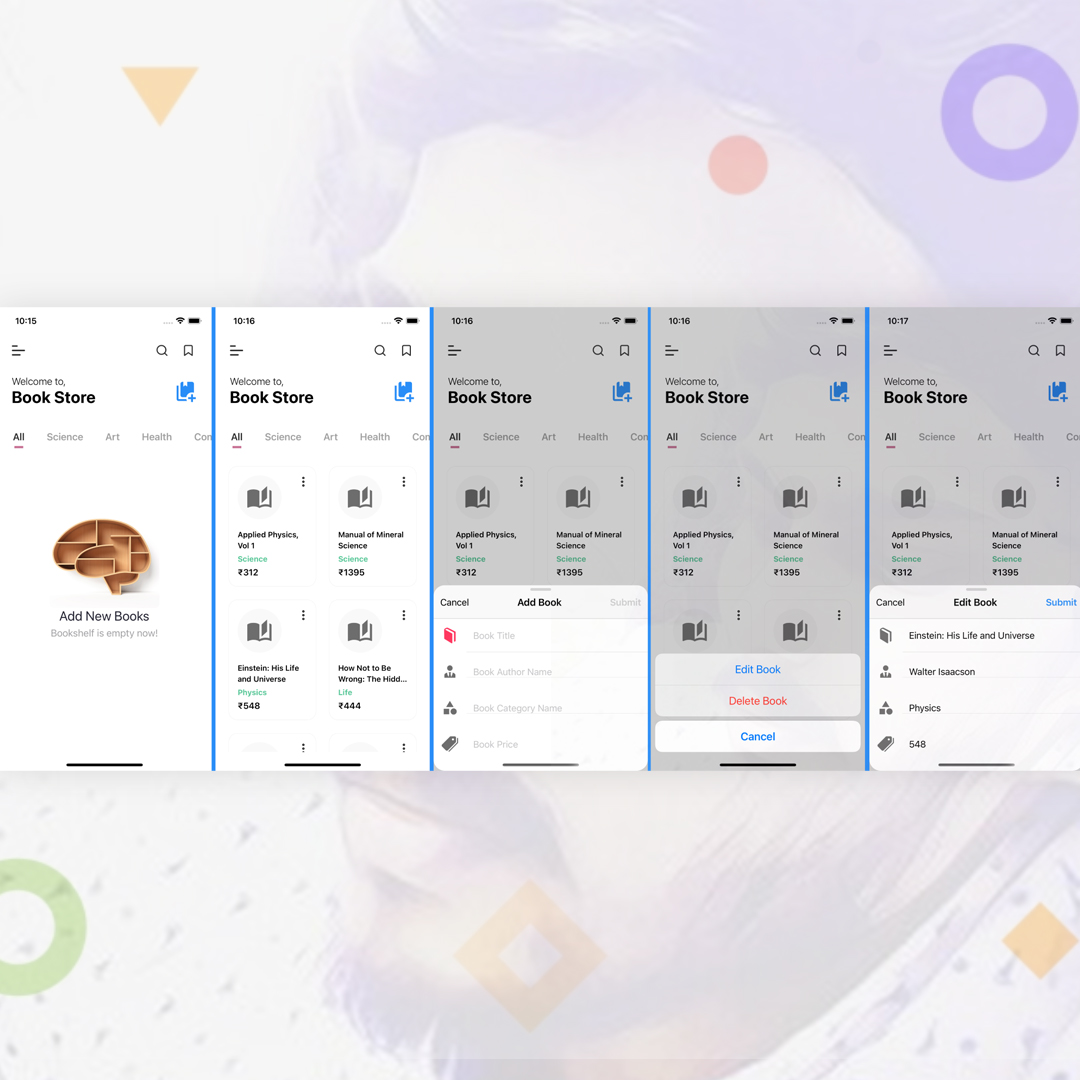 10:15
Welcome to,
Book Store
All Science Art Health Con
Add New Books
Bookshelf is empty now!
10:16
Welcome to,
Book Store
All Science Art Health Con
Applied Physics,
Vol 1
Science
₹312
Manual of Mineral
Science
Science
₹1395
Einstein: His Life
and Universe
Physics
₹548
How Not to Be
Wrong: The Hidd...
Life
₹444
10:16
Welcome to,
Book Store
All Science Art Health Con
Applied Physics,
Vol 1
Science
₹312
Manual of Mineral
Science
Science
₹1395
Cancel Add Book Submit
Book Title
Book Author Name
Book Category Name
Book Price
10:16
Welcome to,
Book Store
All Science Art Health Con
Applied Physics,
Vol 1
Science
₹312
Manual of Mineral
Science
Science
₹1395
Edit Book
Delete Book
Cancel
10:17
Welcome to,
Book Store
All Science Art Health Co
Applied Physics,
Vol 1
Science
₹312
Manual of Mineral
Science
Science
₹1395
Cancel Edit Book Submit
Einstein: His Life and Universe
Walter Isaacson
Physics
548